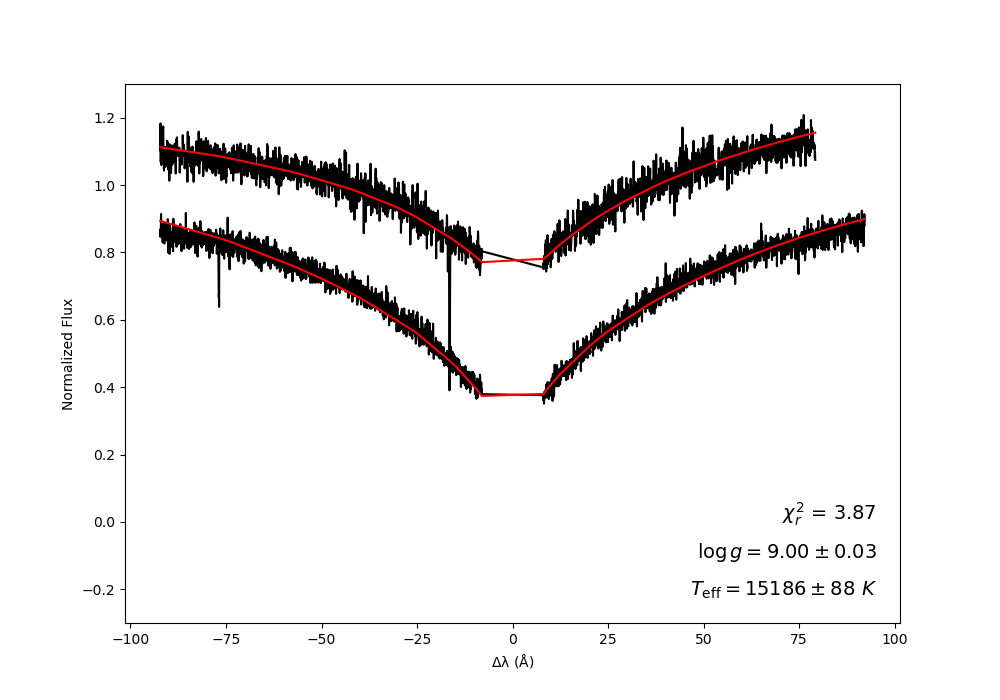 1.2
1.0
0.8
0.6
0.4
0.2
0.0
−0.2
Normalized Flux
χ²ᵣ = 3.87
log g = 9.00 ± 0.03
T_eff = 15186 ± 88 K
−100 −75 −50 −25 0 25 50 75 100
Δλ (Å)